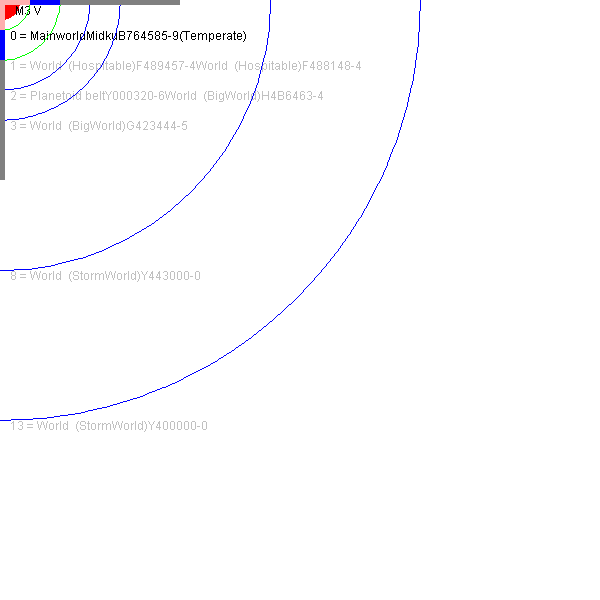 M3 V
0 = MainworldMidkuB764585-9(Temperate)
1 = World (Hospitable)F489457-4World (Hospitable)F488148-4
2 = Planetoid beltY000320-6World (BigWorld)H4B6463-4
3 = World (BigWorld)G423444-5
8 = World (StormWorld)Y443000-0
13 = World (StormWorld)Y400000-0